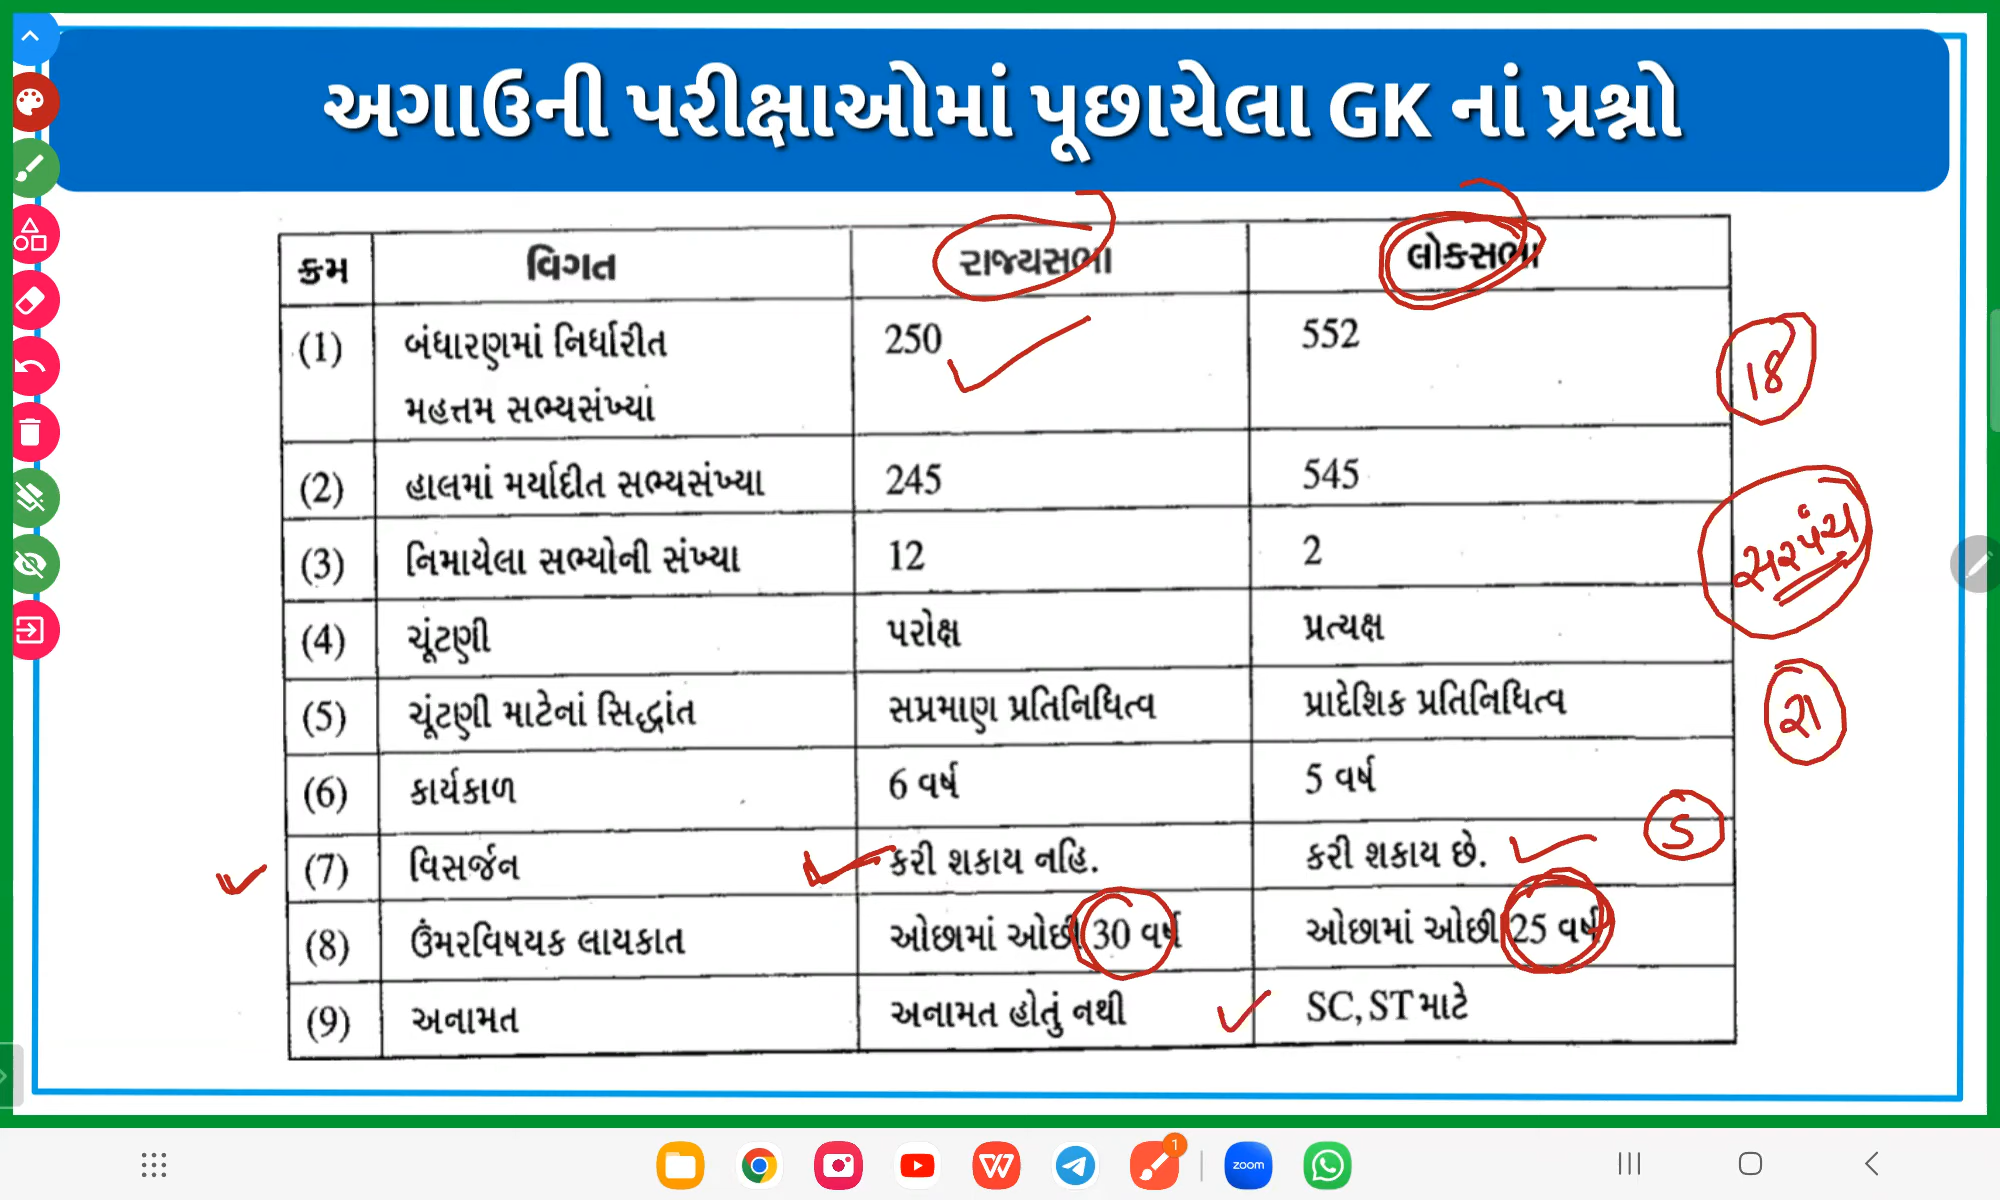 અગાઉની પરીક્ષાઓમાં પૂછાયેલા GK નાં પ્રશ્નો
ક્રમ વિગત રાજ્યસભા લોકસભા
(1) બંધારણમાં નિર્ધારીત 250 552
મહત્તમ સભ્યસંખ્યાં
18
(2) હાલમાં મર્યાદીત સભ્યસંખ્યા 245 545
(3) નિમાયેલા સભ્યોની સંખ્યા 12 2
સરપંચ
(4) ચૂંટણી પરોક્ષ પ્રત્યક્ષ
(5) ચૂંટણી માટેનાં સિદ્ધાંત સપ્રમાણ પ્રતિનિધિત્વ પ્રાદેશિક પ્રતિનિધિત્વ
(6) કાર્યકાળ 6 વર્ષ 5 વર્ષ
(7) વિસર્જન કરી શકાય નહિ. કરી શકાય છે.
(8) ઉંમરવિષયક લાયકાત ઓછામાં ઓછી 30 વર્ષ ઓછામાં ઓછી 25 વર્ષ
(9) અનામત અનામત હોતું નથી SC, ST માટે
1
zoom